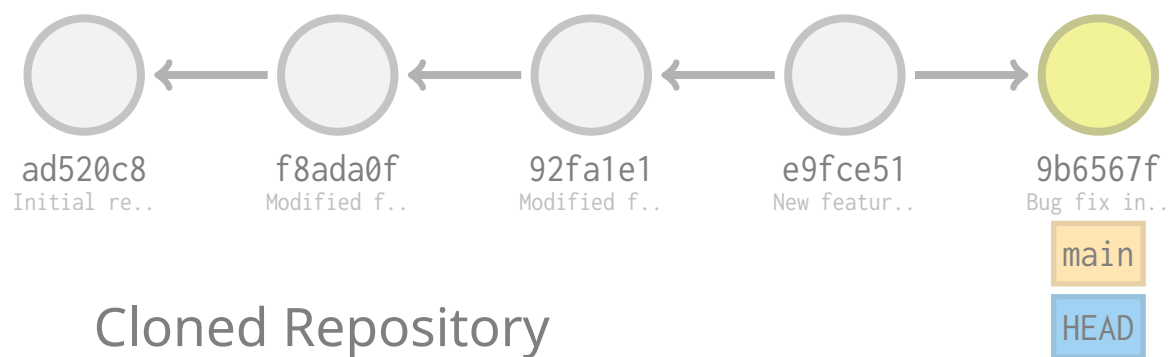 ad520c8 f8ada0f 92fa1e1 e9fce51 9b6567f
Initial re.. Modified f.. Modified f.. New featur.. Bug fix in..
main
Cloned Repository
HEAD